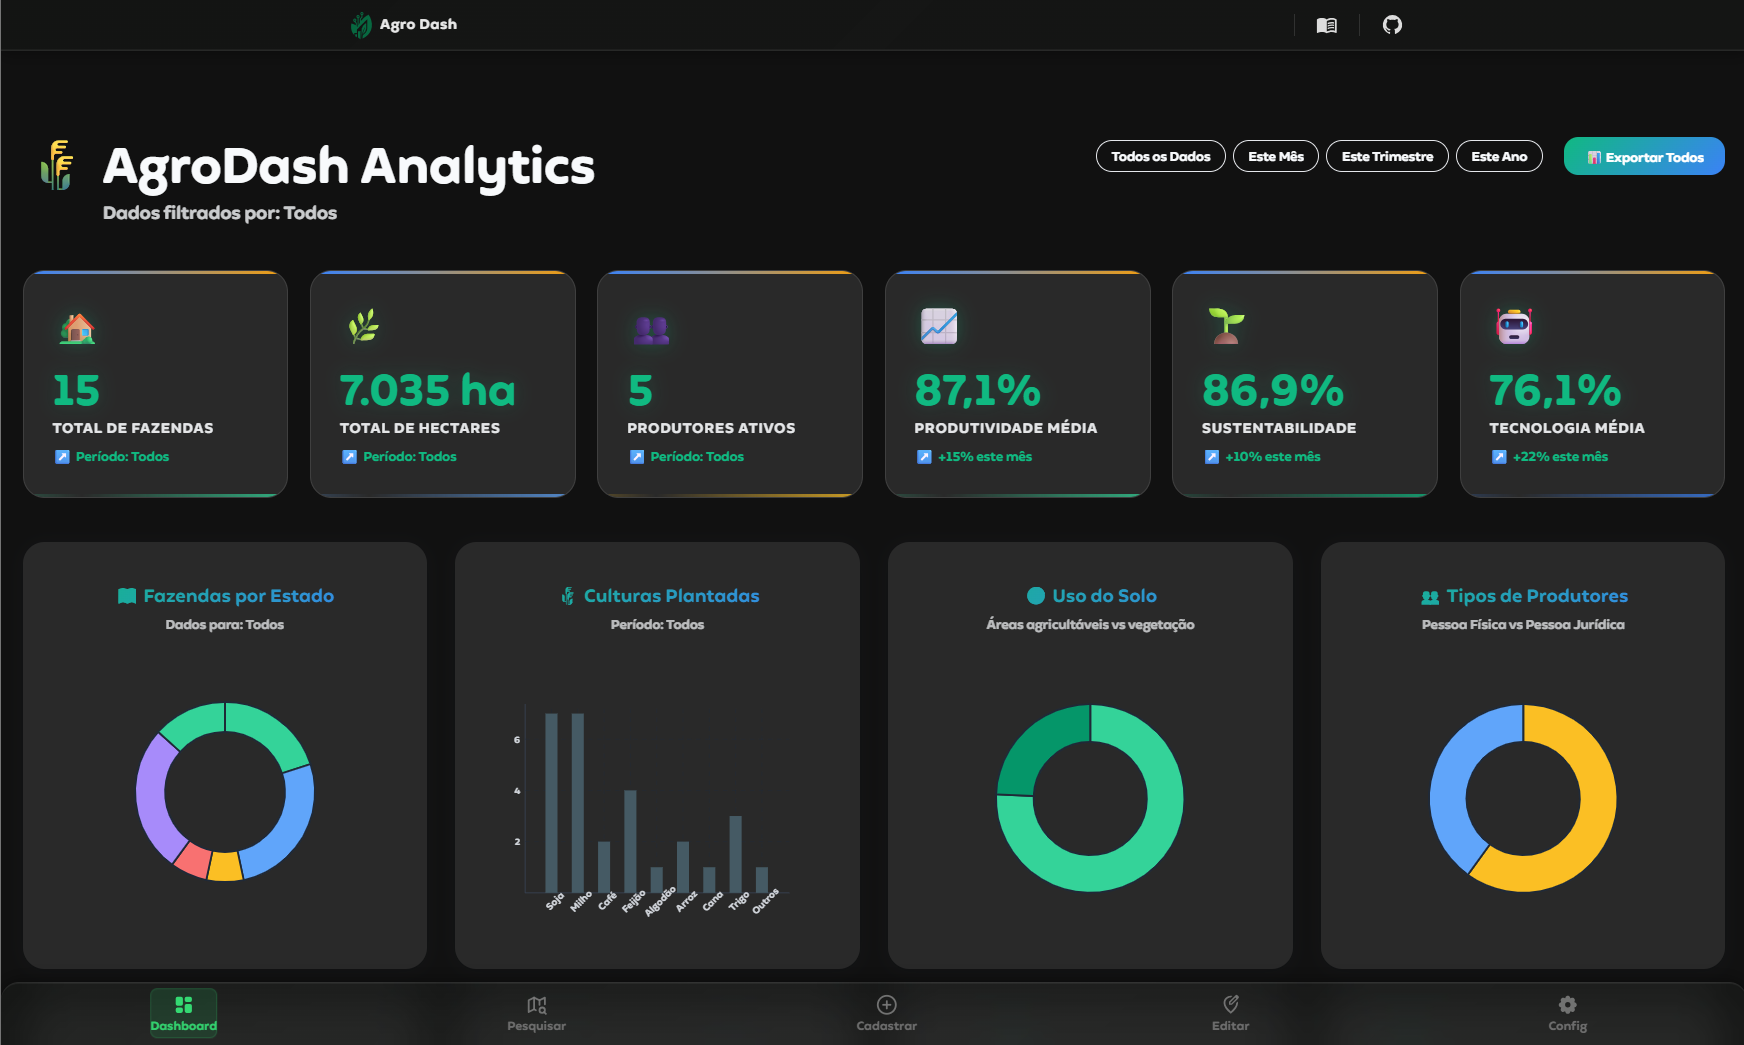 Agro Dash
AgroDash Analytics
Dados filtrados por: Todos
Todos os Dados
Este Mês
Este Trimestre
Este Ano
Exportar Todos
15
TOTAL DE FAZENDAS
Período: Todos
7.035 ha
TOTAL DE HECTARES
Período: Todos
5
PRODUTORES ATIVOS
Período: Todos
87,1%
PRODUTIVIDADE MÉDIA
+15% este mês
86,9%
SUSTENTABILIDADE
+10% este mês
76,1%
TECNOLOGIA MÉDIA
+22% este mês
Fazendas por Estado
Dados para: Todos
Culturas Plantadas
Período: Todos
6
4
2
Soja
Milho
Café
Feijão
Algodão
Arroz
Cana
Trigo
Outros
Uso do Solo
Áreas agricultáveis vs vegetação
Tipos de Produtores
Pessoa Física vs Pessoa Jurídica
Dashboard
Pesquisar
Cadastrar
Editar
Config